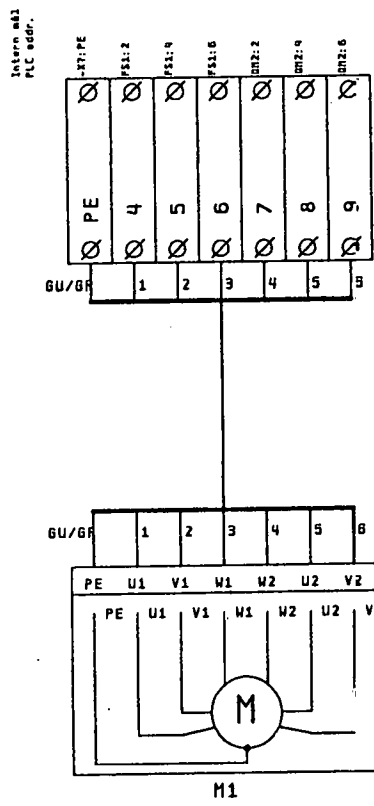 Intern mål
PLC addr.
-X7:PE
FS1:2
FS1:4
FS1:6
QM2:2
QM2:4
QM2:6
PE 4 5 6 7 8 9
GU/GR 1 2 3 4 5
GU/GR 1 2 3 4 5 6
PE U1 V1 W1 W2 U2 V2
PE U1 V1 W1 W2 U2 V
M
M1